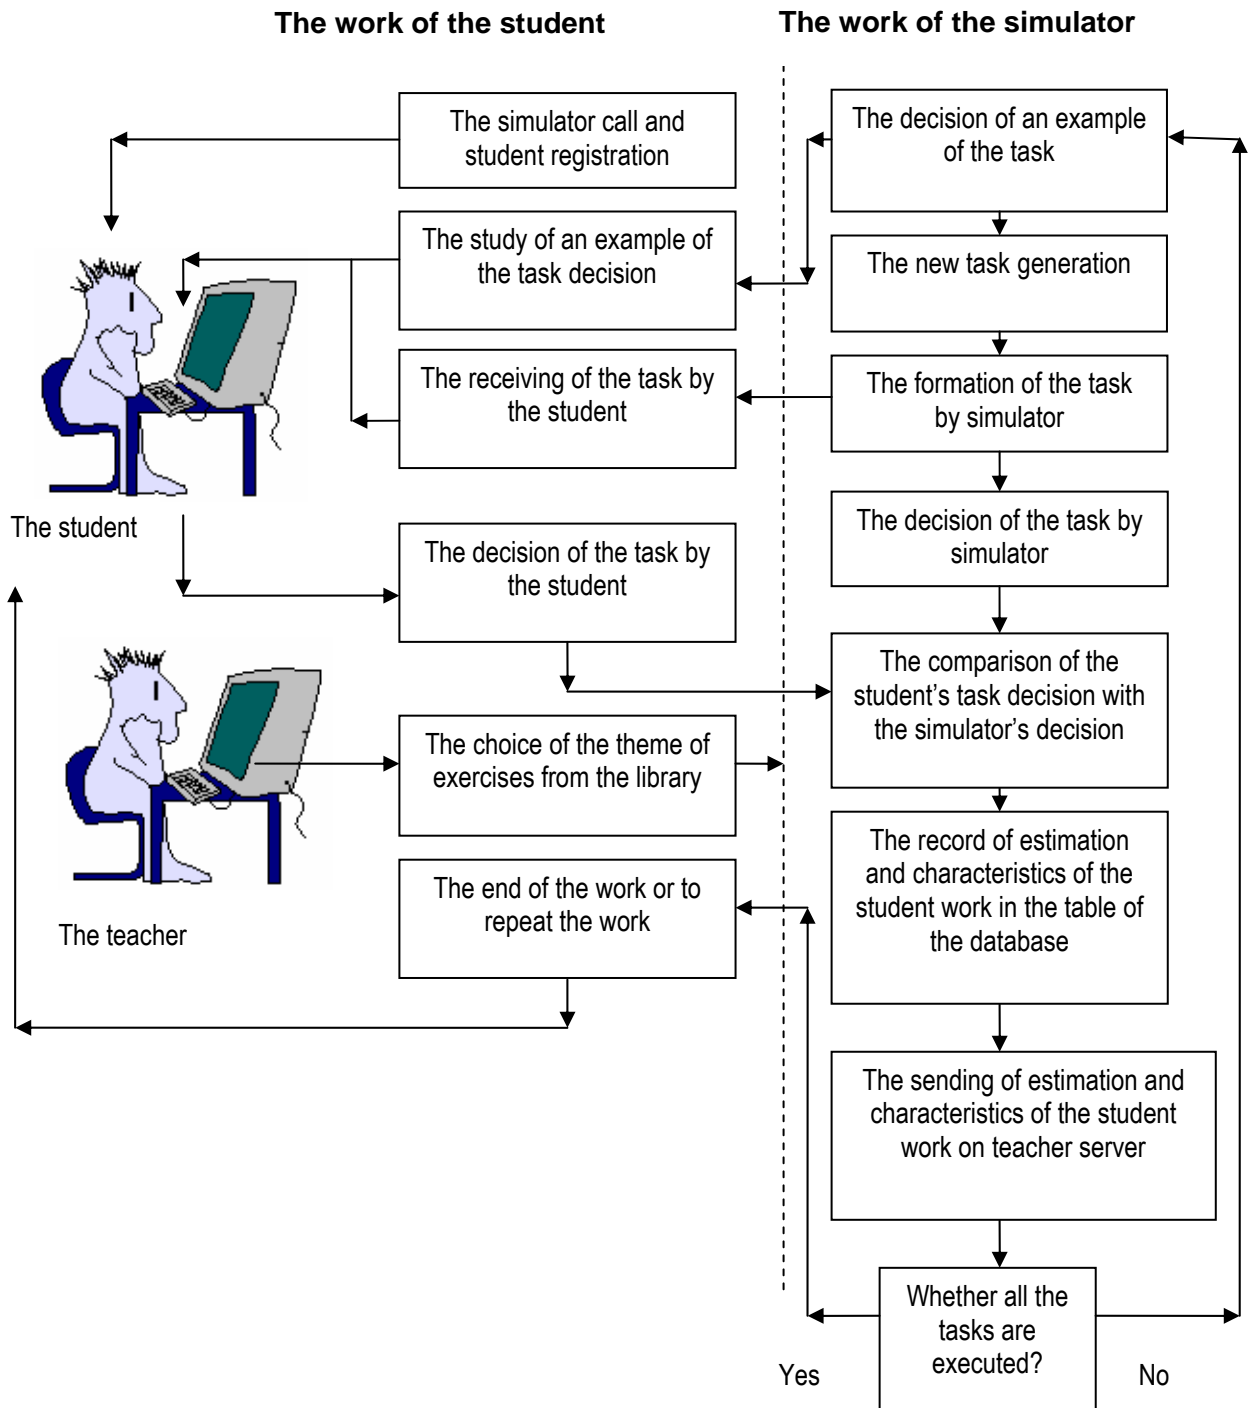 The work of the student
The work of the simulator
The simulator call and
student registration
The study of an example of
the task decision
The receiving of the task by
the student
The student
The decision of the task by
the student
The choice of the theme of
exercises from the library
The end of the work or to
repeat the work
The teacher
The decision of an example
of the task
The new task generation
The formation of the task
by simulator
The decision of the task by
simulator
The comparison of the
student’s task decision with
the simulator’s decision
The record of estimation
and characteristics of the
student work in the table of
the database
The sending of estimation and
characteristics of the student
work on teacher server
Whether all the
tasks are
executed?
Yes
No